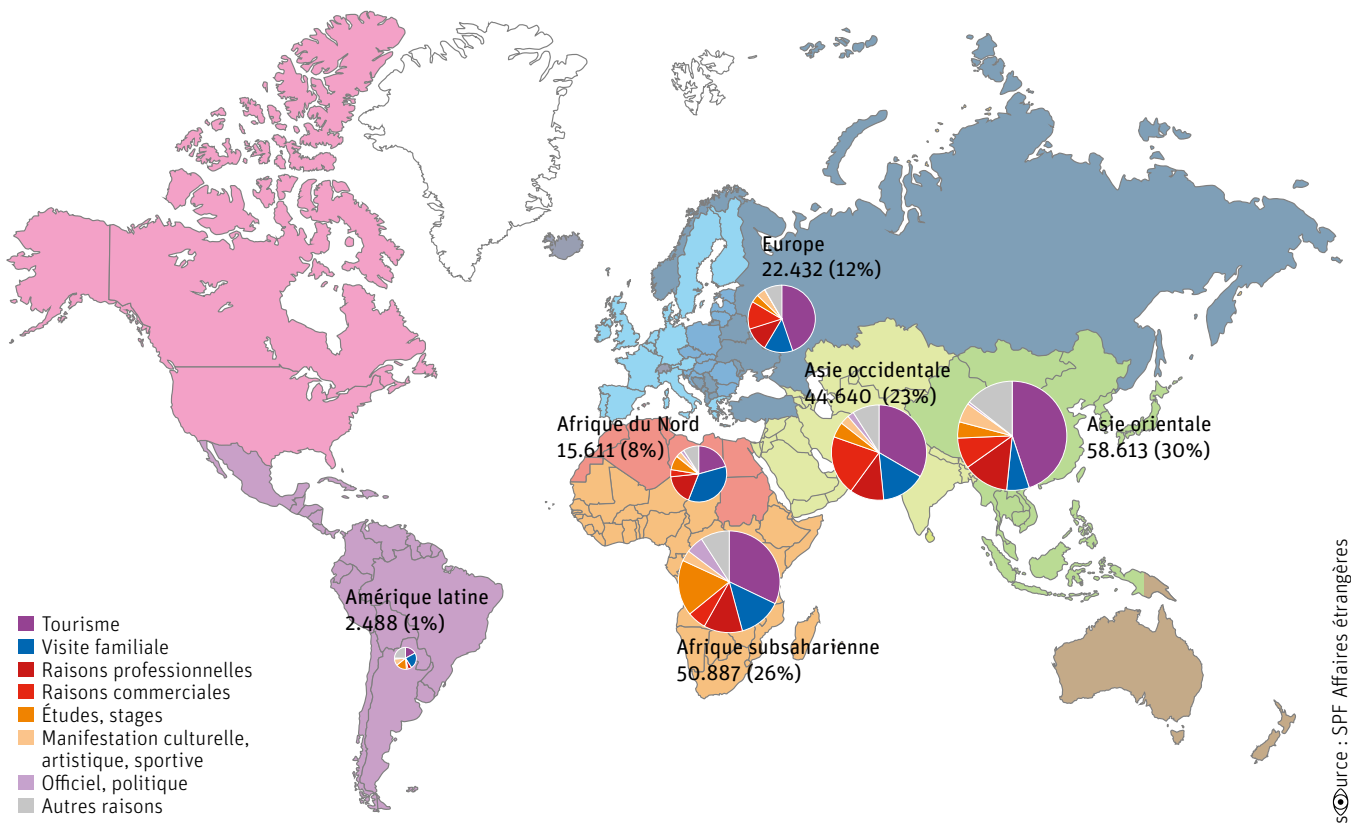 Europe
22.432 (12%)
Asie occidentale
44.640 (23%)
Afrique du Nord
15.611 (8%)
Asie orientale
58.613 (30%)
Amérique latine
2.488 (1%)
Afrique subsaharienne
50.887 (26%)
Tourisme
Visite familiale
Raisons professionnelles
Raisons commerciales
Études, stages
Manifestation culturelle,
artistique, sportive
Officiel, politique
Autres raisons
source : SPF Affaires étrangères